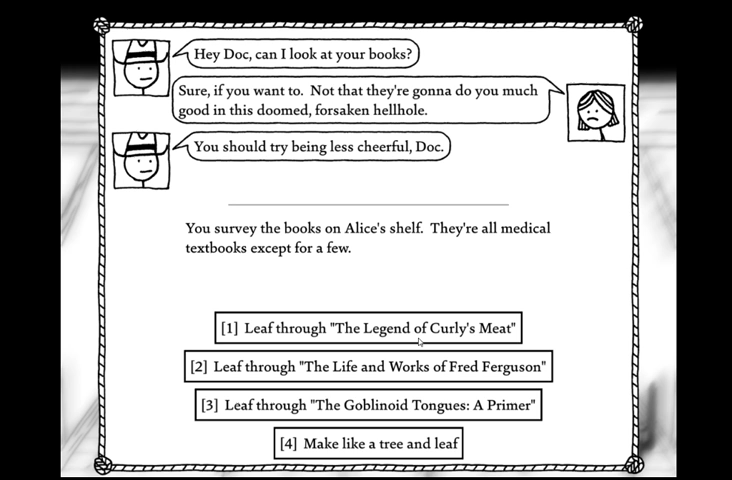 Hey Doc, can I look at your books?
Sure, if you want to. Not that they're gonna do you much
good in this doomed, forsaken hellhole.
You should try being less cheerful, Doc.
You survey the books on Alice's shelf. They're all medical
textbooks except for a few.
[1] Leaf through "The Legend of Curly's Meat"
[2] Leaf through "The Life and Works of Fred Ferguson"
[3] Leaf through "The Goblinoid Tongues: A Primer"
[4] Make like a tree and leaf